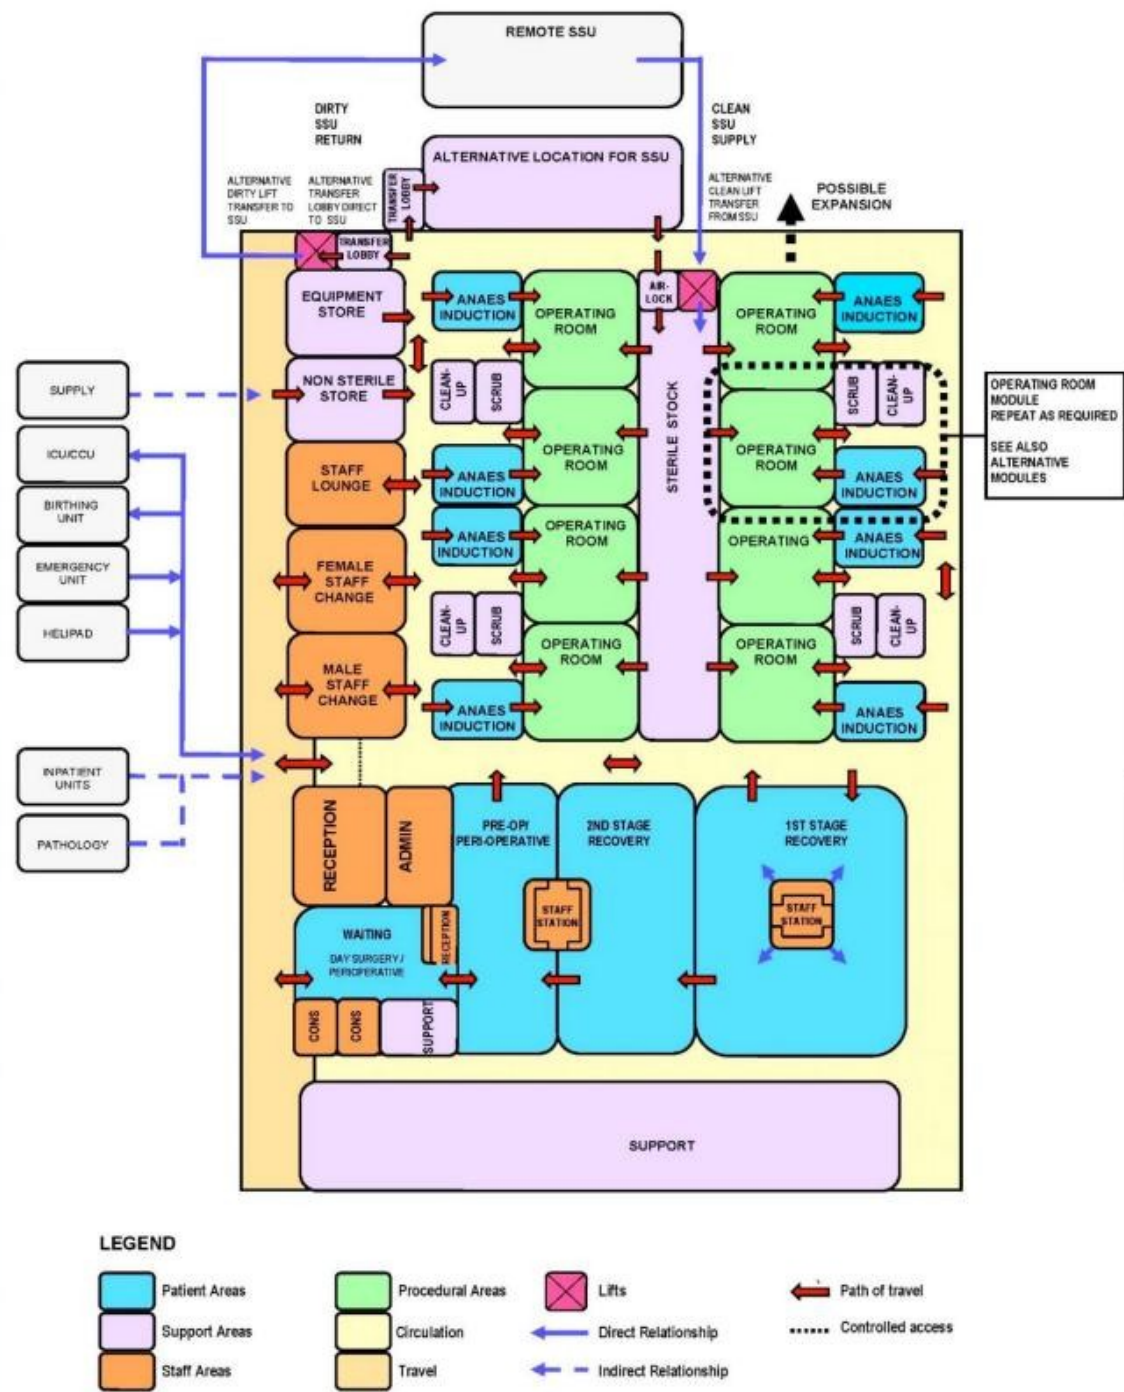 REMOTE SSU
DIRTY
SSU
RETURN
CLEAN
SSU
SUPPLY
ALTERNATIVE LOCATION FOR SSU
ALTERNATIVE
DIRTY LIFT
TRANSFER TO
SSU
ALTERNATIVE
TRANSFER
LOBBY DIRECT
TO SSU
TRANSFER
LOBBY
ALTERNATIVE
CLEAN LIFT
TRANSFER
FROM SSU
POSSIBLE
EXPANSION
TRANSFER
LOBBY
EQUIPMENT
STORE
ANAES
INDUCTION
OPERATING
ROOM
AIR-
LOCK
OPERATING
ROOM
ANAES
INDUCTION
SUPPLY
NON STERILE
STORE
CLEAN-
UP
SCRUB
STERILE STOCK
SCRUB
CLEAN-
UP
OPERATING ROOM
MODULE
REPEAT AS REQUIRED
SEE ALSO
ALTERNATIVE
MODULES
ICU/CCU
STAFF
LOUNGE
ANAES
INDUCTION
OPERATING
ROOM
OPERATING
ROOM
ANAES
INDUCTION
BIRTHING
UNIT
ANAES
INDUCTION
OPERATING
ROOM
OPERATING
ANAES
INDUCTION
EMERGENCY
UNIT
FEMALE
STAFF
CHANGE
HELIPAD
CLEAN-
UP
SCRUB
SCRUB
CLEAN-
UP
MALE
STAFF
CHANGE
OPERATING
ROOM
OPERATING
ROOM
ANAES
INDUCTION
ANAES
INDUCTION
INPATIENT
UNITS
PATHOLOGY
RECEPTION
ADMIN
PRE-OP/
PERI-OPERATIVE
2ND STAGE
RECOVERY
1ST STAGE
RECOVERY
STAFF
STATION
STAFF
STATION
WAITING
DAY SURGERY /
PERIOPERATIVE
RECEPTION
CONS
CONS
SUPPORT
SUPPORT
LEGEND
Patient Areas
Procedural Areas
Lifts
Path of travel
Support Areas
Circulation
Direct Relationship
Controlled access
Staff Areas
Travel
Indirect Relationship